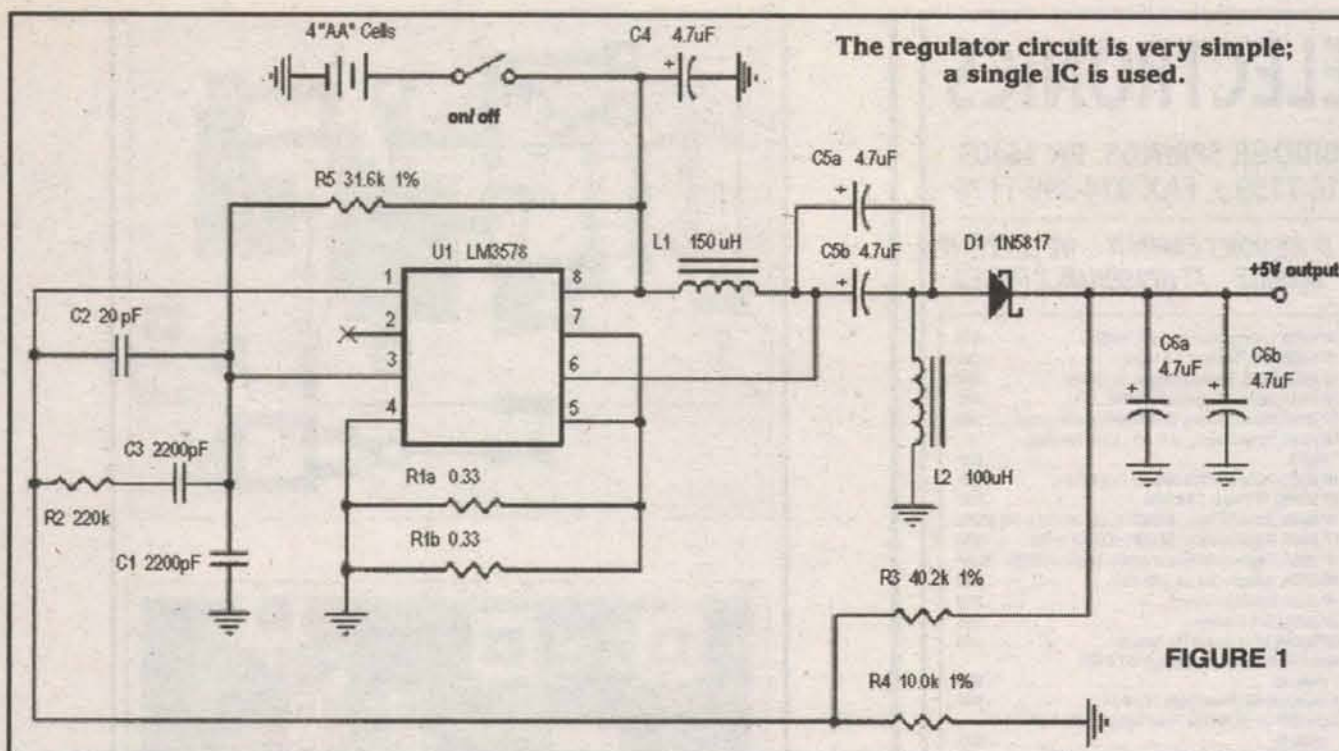 4 "AA" Cells
C4 4.7uF
The regulator circuit is very simple;
a single IC is used.
+
on/ off
C5a 4.7uF
+
R5 31.6k 1%
U1 LM3578
L1 150 uH
C5b 4.7uF
+
D1 1N5817
+5V output
1
8
C2 20 pF
2
7
3
6
4
5
C6a
4.7uF
+
C6b
4.7uF
+
C3 2200pF
R1a 0.33
L2 100uH
R2 220k
R1b 0.33
C1 2200pF
R3 40.2k 1%
FIGURE 1
R4 10.0k 1%